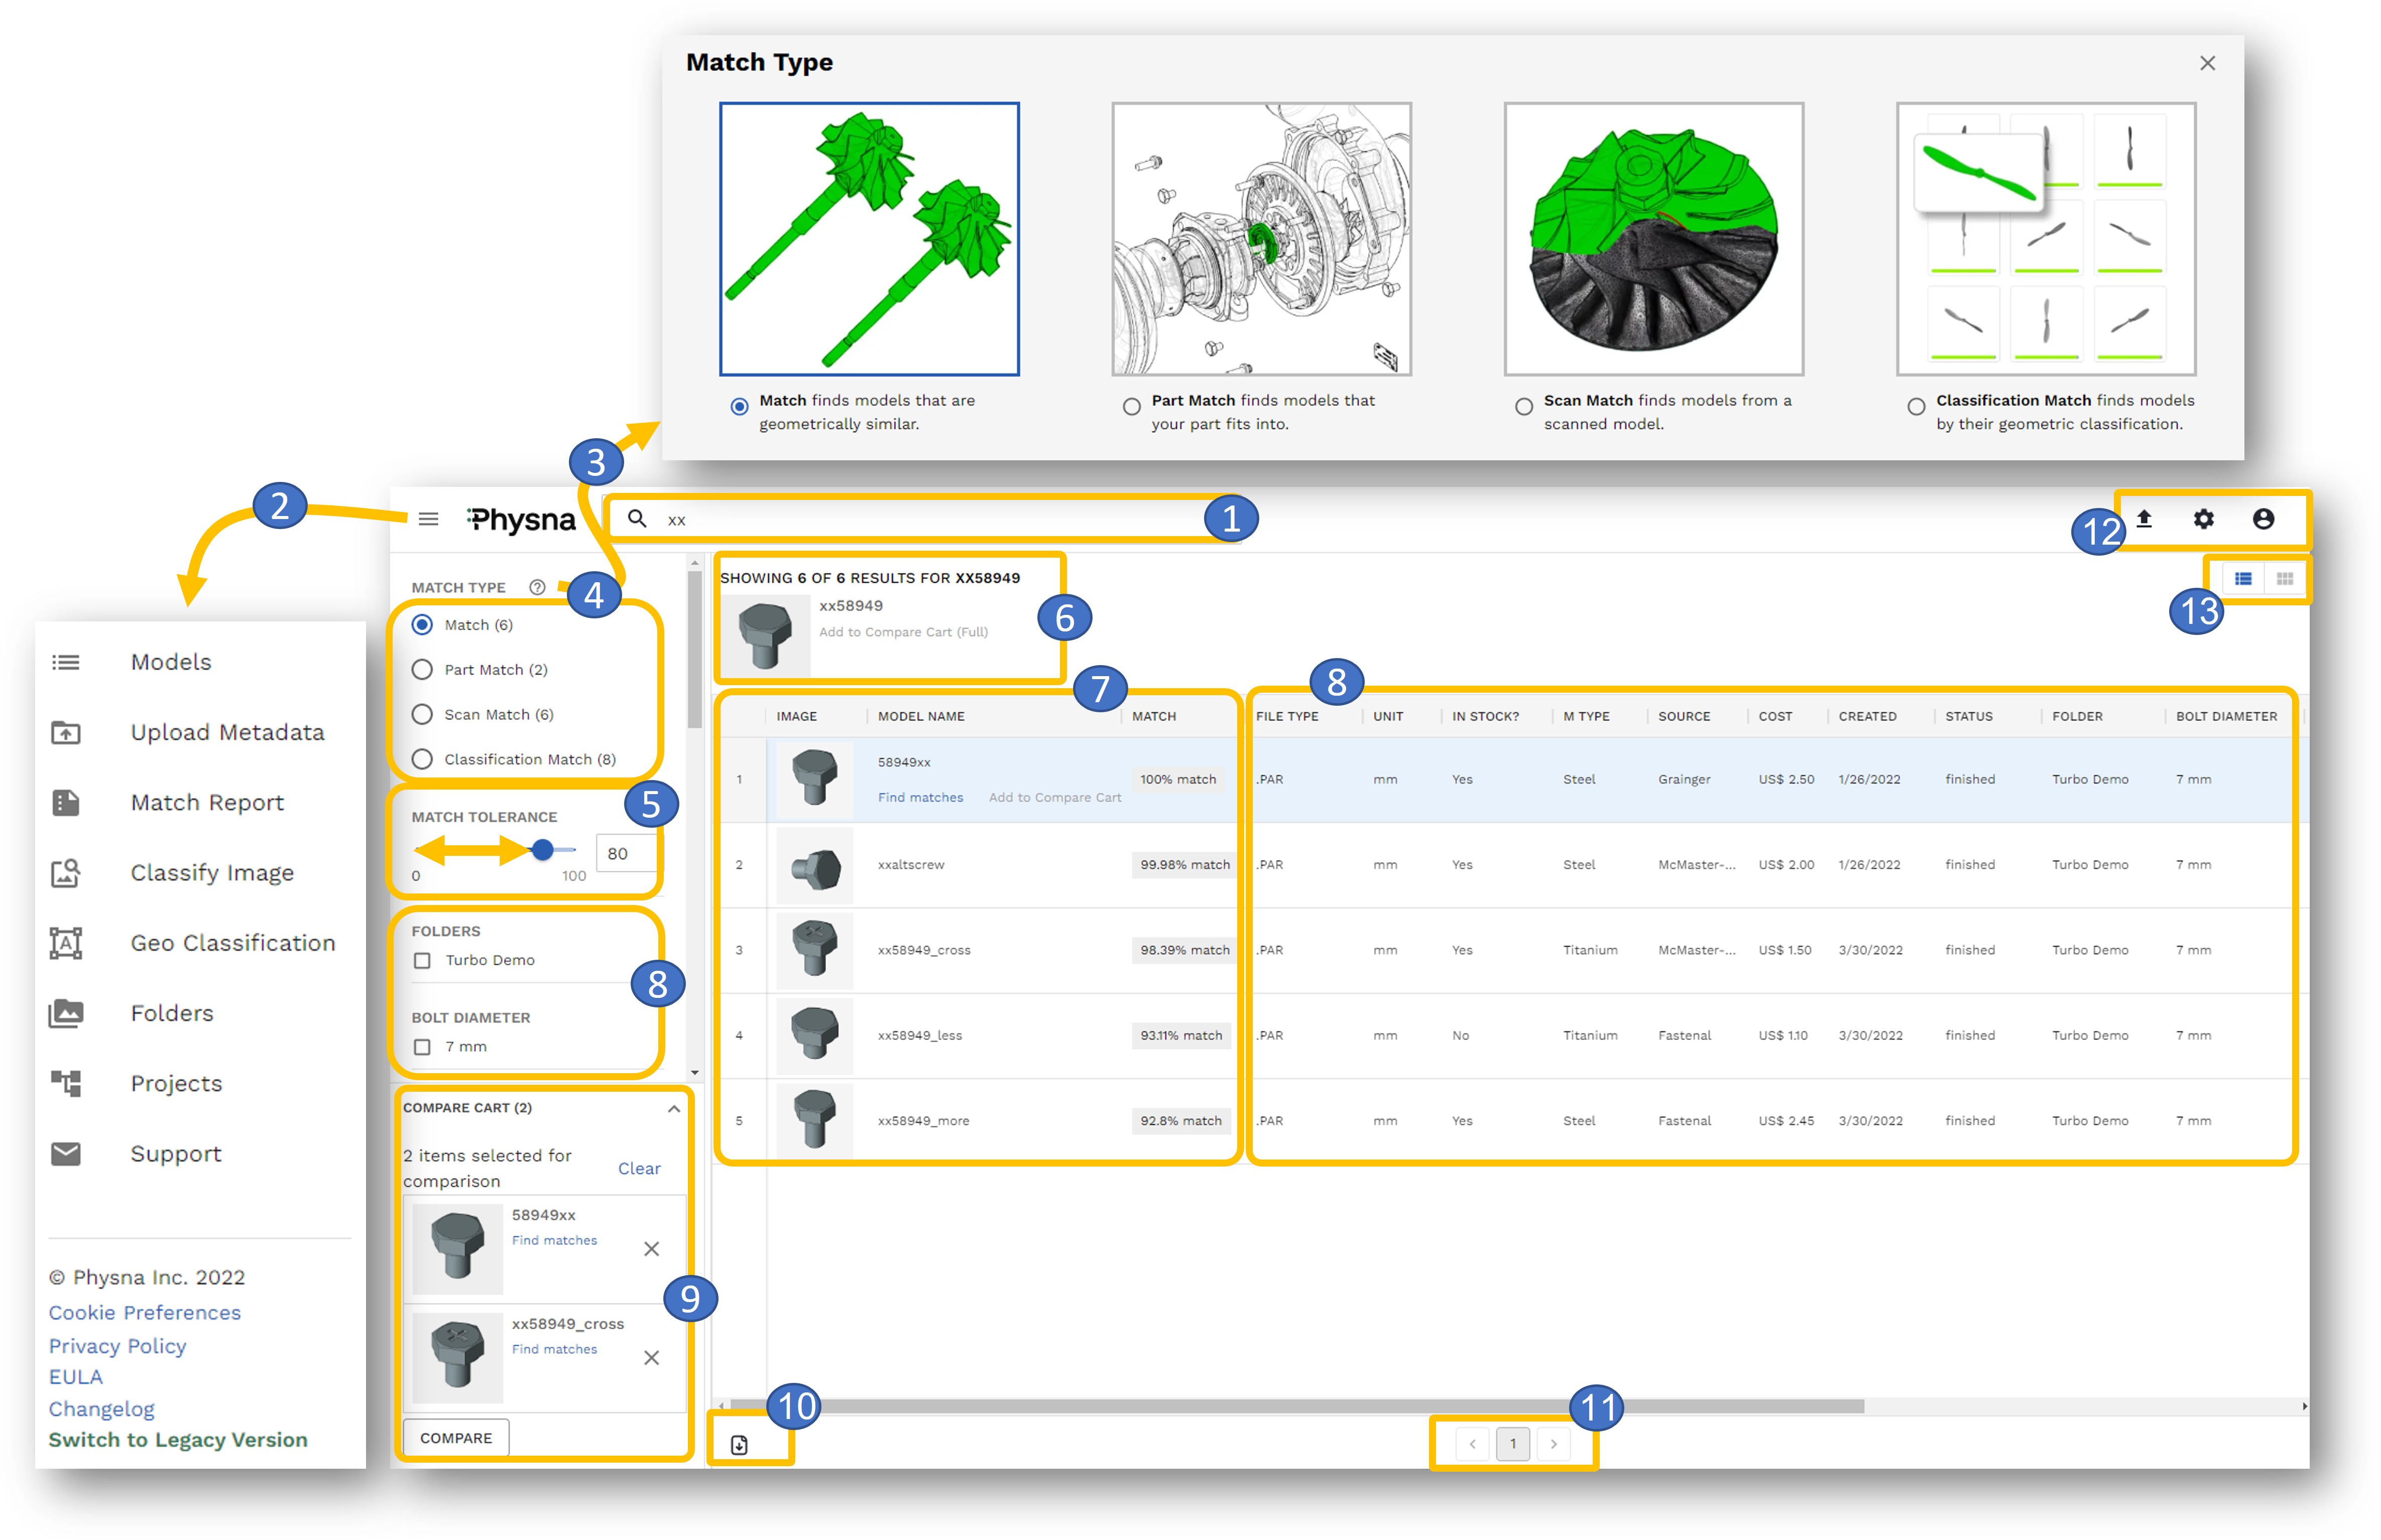 Match Type
Match finds models that are
geometrically similar.
Part Match finds models that
your part fits into.
Scan Match finds models from a
scanned model.
Classification Match finds models
by their geometric classification.
3
2
Physna
xx
1
12
MATCH TYPE
4
Match (6)
Part Match (2)
Scan Match (6)
Classification Match (8)
5
MATCH TOLERANCE
80
0
100
FOLDERS
Turbo Demo
8
BOLT DIAMETER
7 mm
COMPARE CART (2)
2 items selected for
comparison
Clear
58949xx
Find matches
9
xx58949_cross
Find matches
COMPARE
Models
Upload Metadata
Match Report
Classify Image
Geo Classification
Folders
Projects
Support
© Physna Inc. 2022
Cookie Preferences
Privacy Policy
EULA
Changelog
Switch to Legacy Version
SHOWING 6 OF 6 RESULTS FOR XX58949
xx58949
Add to Compare Cart (Full)
6
13
7
8
IMAGE MODEL NAME MATCH FILE TYPE UNIT IN STOCK? M TYPE SOURCE COST CREATED STATUS FOLDER BOLT DIAMETER
1 58949xx 100% match .PAR mm Yes Steel Grainger US$ 2.50 1/26/2022 finished Turbo Demo 7 mm
Find matches Add to Compare Cart
2 xxaltscrew 99.98% match .PAR mm Yes Steel McMaster-... US$ 2.00 1/26/2022 finished Turbo Demo 7 mm
3 xx58949_cross 98.39% match .PAR mm Yes Titanium McMaster-... US$ 1.50 3/30/2022 finished Turbo Demo 7 mm
4 xx58949_less 93.11% match .PAR mm No Titanium Fastenal US$ 1.10 3/30/2022 finished Turbo Demo 7 mm
5 xx58949_more 92.8% match .PAR mm Yes Steel Fastenal US$ 2.45 3/30/2022 finished Turbo Demo 7 mm
10
11
1